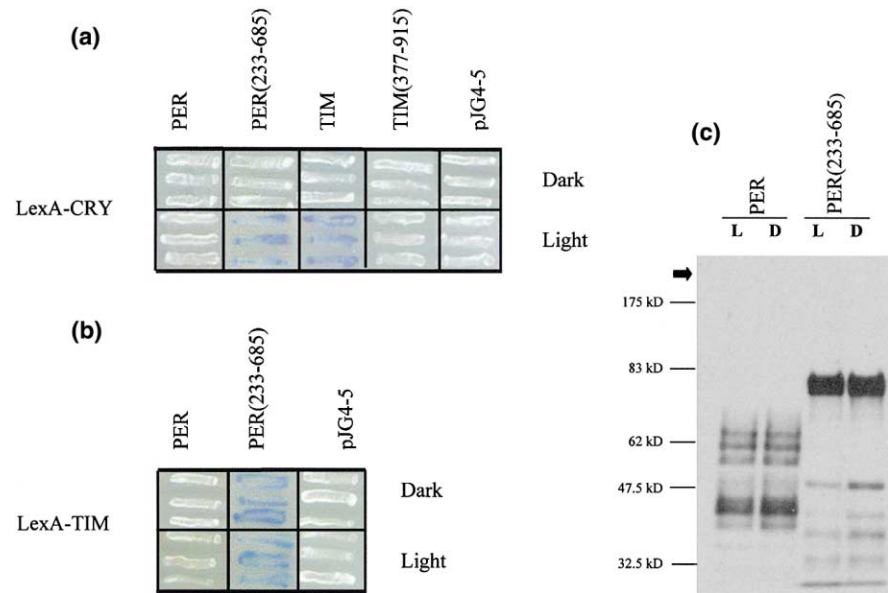 (a)
PER
PER(233-685)
TIM
TIM(377-915)
pJG4-5
LexA-CRY
Dark
Light
(b)
PER
PER(233-685)
pJG4-5
LexA-TIM
Dark
Light
(c)
PER
PER(233-685)
L D L D
175 kD
83 kD
62 kD
47.5 kD
32.5 kD